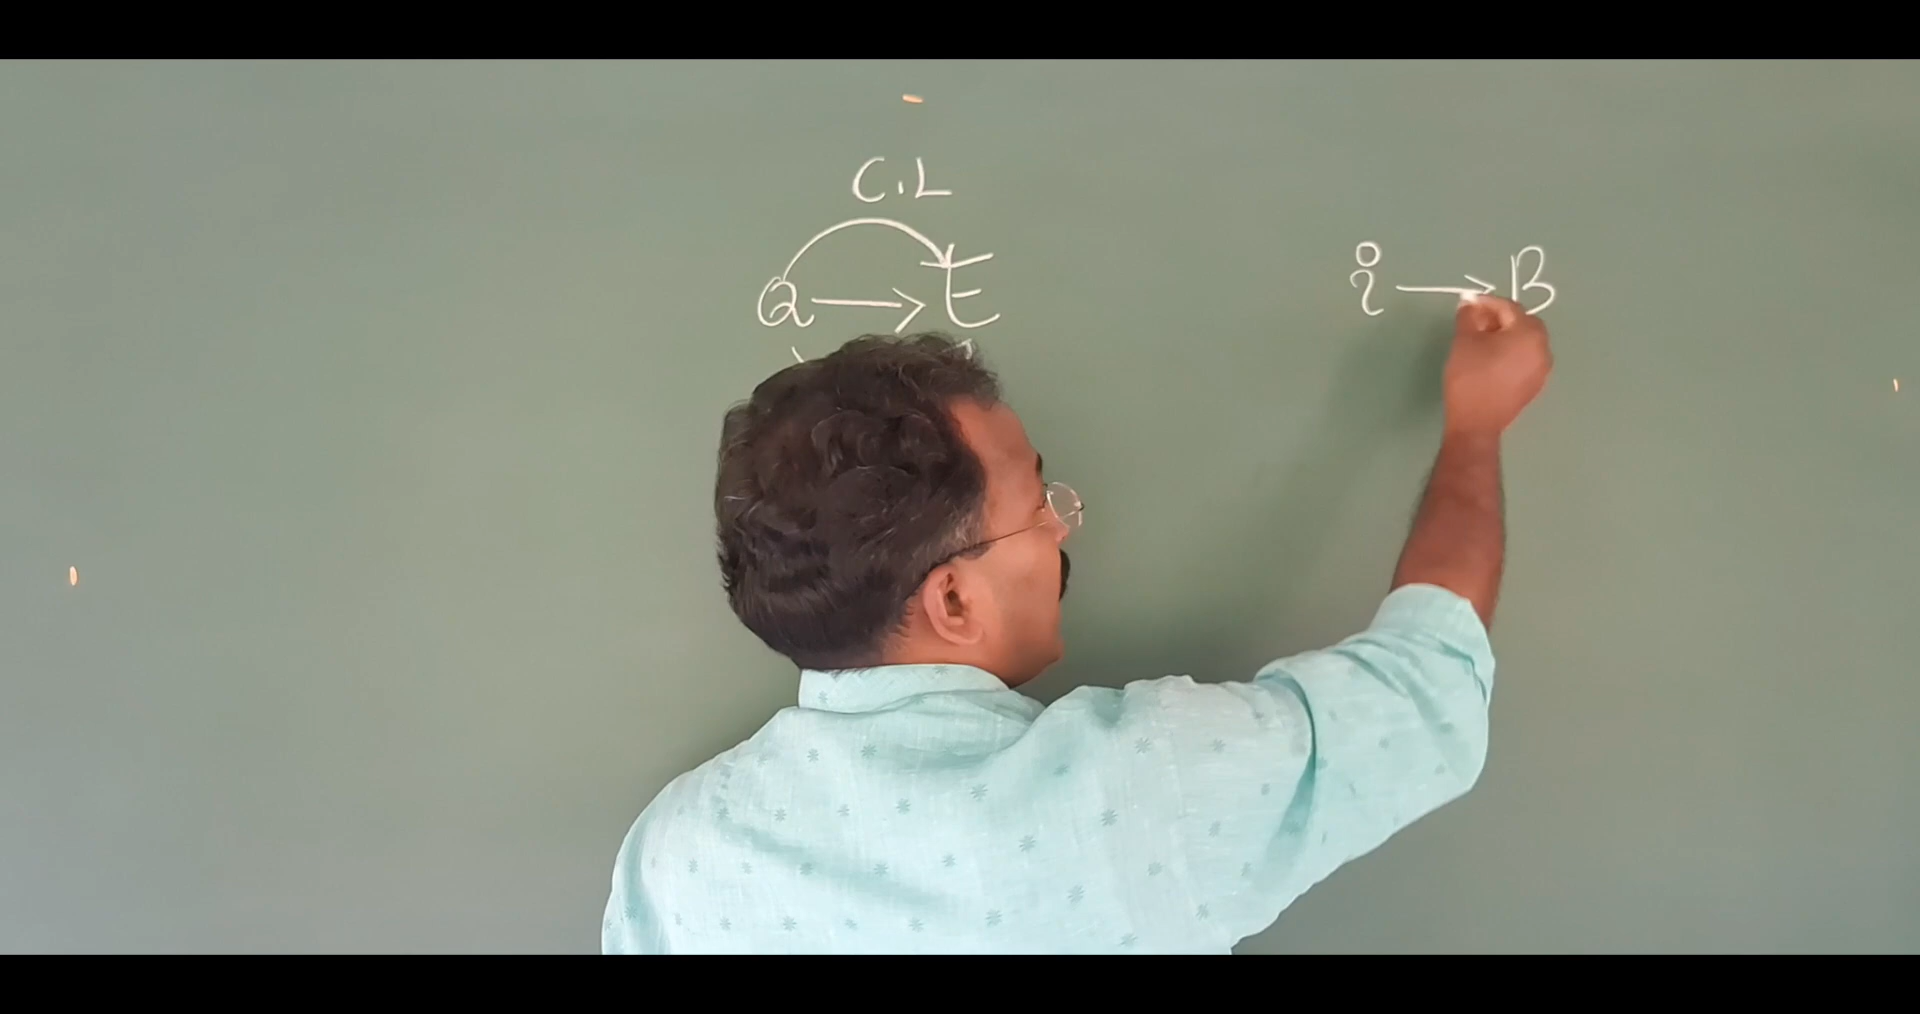 C.L
Q → E
i → B